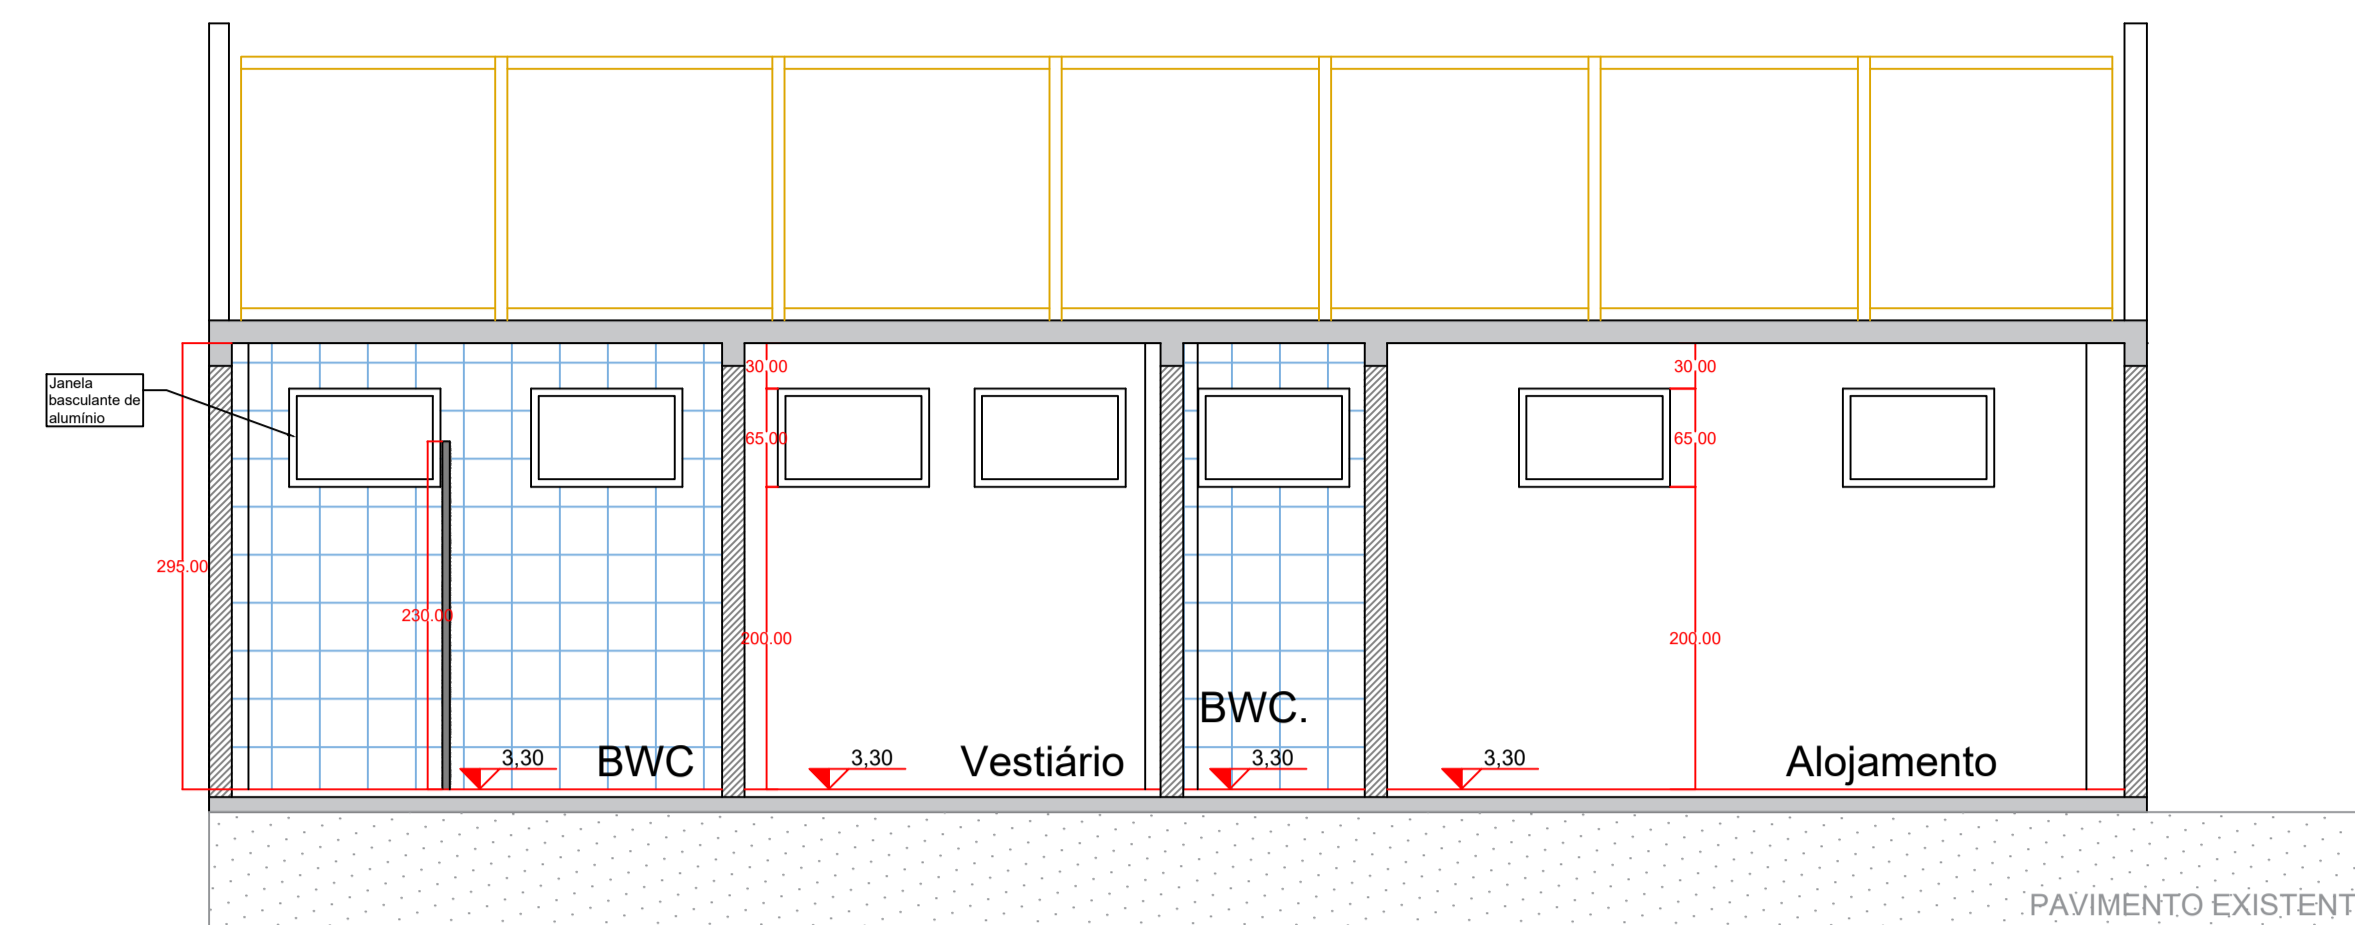 30.00
30.00
Janela
basculante de
alumínio
65.00
65.00
295.00
230.00
200.00
200.00
BWC.
3,30
BWC
3,30
Vestiário
3,30
3,30
Alojamento
PAVIMENTO EXISTENT